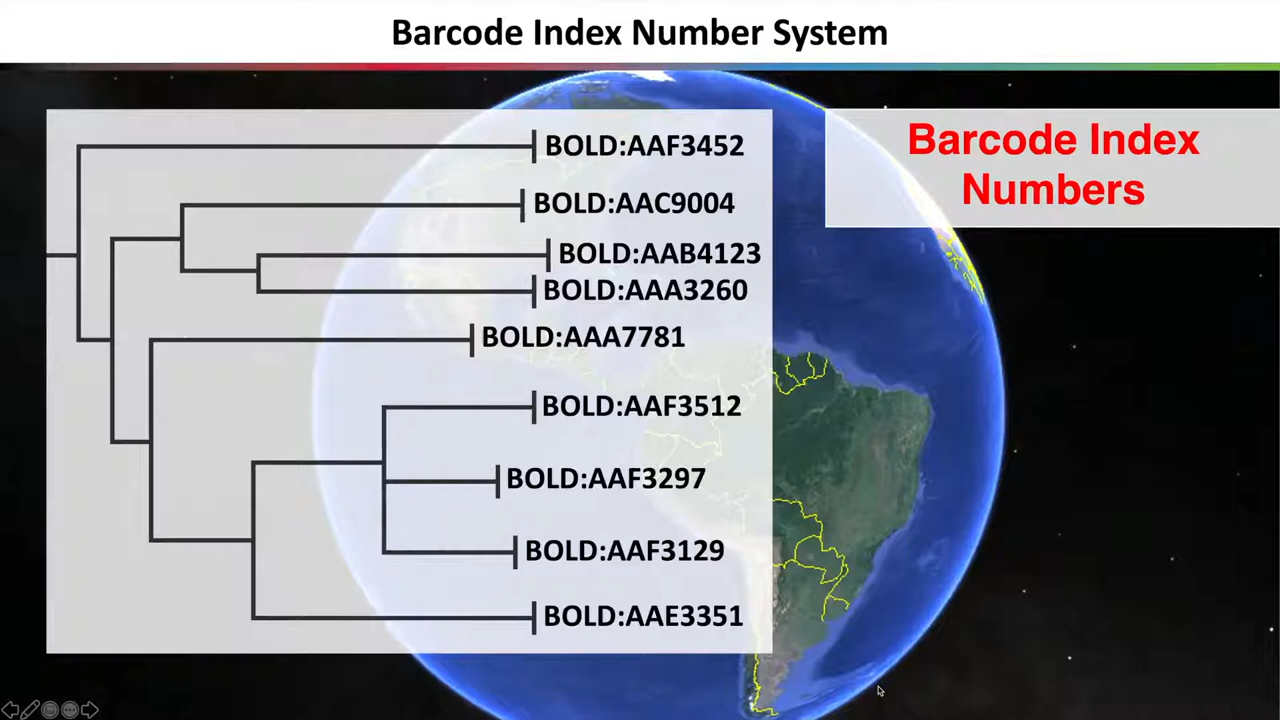 Barcode Index Number System
BOLD:AAF3452
BOLD:AAC9004
BOLD:AAB4123
BOLD:AAA3260
BOLD:AAA7781
BOLD:AAF3512
BOLD:AAF3297
BOLD:AAF3129
BOLD:AAE3351
Barcode Index
Numbers